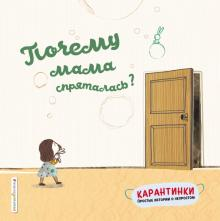 Почему
мама
спряталась?
КАРАНТИНКИ
ПРОСТЫЕ ИСТОРИИ О НЕПРОСТОМ